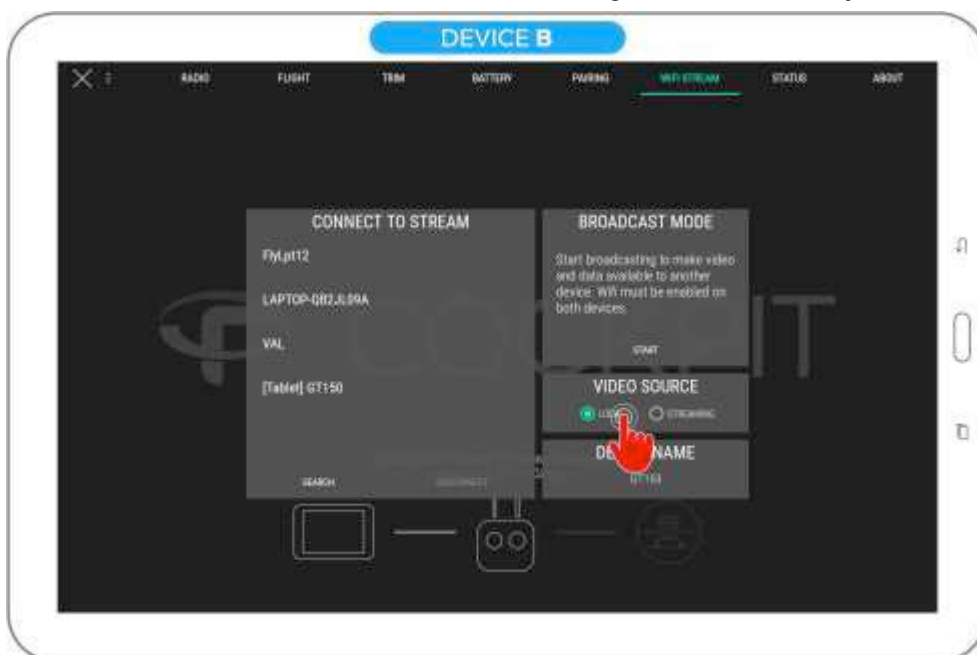 DEVICE B
RADIO FLIGHT TRIM BATTERY PAIRING WIFI STREAM STATUS ABOUT
CONNECT TO STREAM
FlyLpt12
LAPTOP-QB2JL09A
VAL
[Tablet] GT150
SEARCH
BROADCAST MODE
Start broadcasting to make video
and data available to another
device. Wifi must be enabled on
both devices.
START
VIDEO SOURCE
STREAMING
NAME
COCKPIT